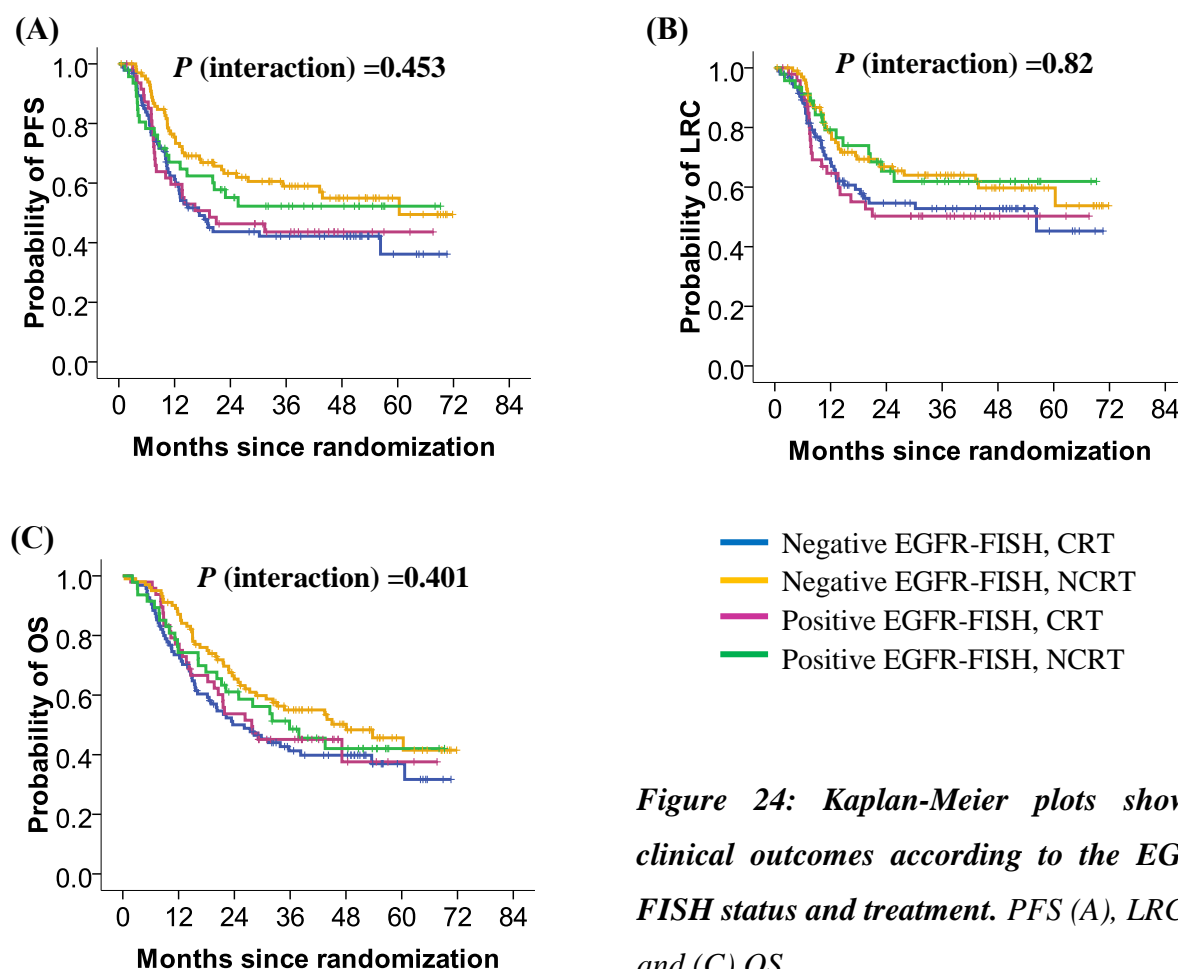 (A)
P (interaction) =0.453
Probability of PFS
1.0
0.8
0.6
0.4
0.2
0.0
0 12 24 36 48 60 72 84
Months since randomization
(B)
P (interaction) =0.82
Probability of LRC
1.0
0.8
0.6
0.4
0.2
0.0
0 12 24 36 48 60 72 84
Months since randomization
(C)
P (interaction) =0.401
Probability of OS
1.0
0.8
0.6
0.4
0.2
0.0
0 12 24 36 48 60 72 84
Months since randomization
Negative EGFR-FISH, CRT
Negative EGFR-FISH, NCRT
Positive EGFR-FISH, CRT
Positive EGFR-FISH, NCRT
Figure 24: Kaplan-Meier plots show
clinical outcomes according to the EG
FISH status and treatment. PFS (A), LRC
and (C) OS